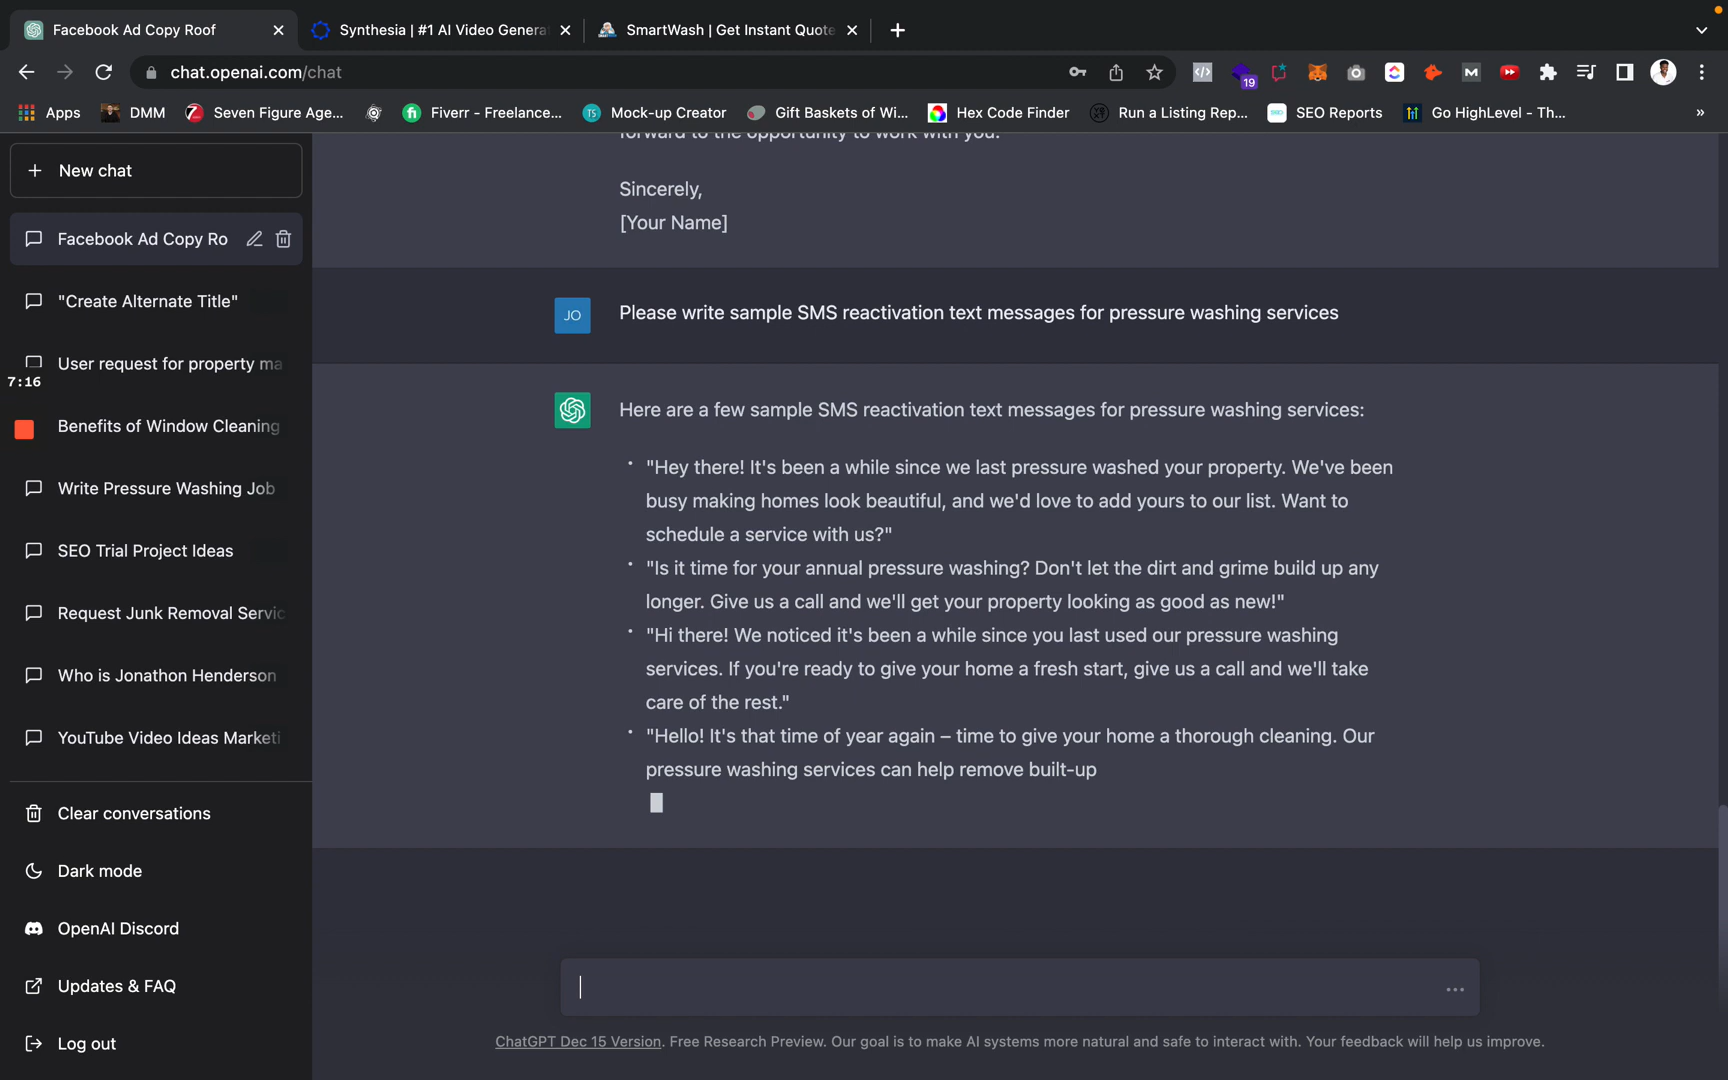 Facebook Ad Copy Roof
Synthesia | #1 AI Video Genera
SmartWash | Get Instant Quote
chat.openai.com/chat
19
Apps
DMM
Seven Figure Age...
Fiverr - Freelance...
Mock-up Creator
Gift Baskets of Wi...
Hex Code Finder
Run a Listing Rep...
SEO Reports
Go HighLevel - Th...
»
New chat
Facebook Ad Copy Ro
"Create Alternate Title"
User request for property ma
7:16
Benefits of Window Cleaning
Write Pressure Washing Job
SEO Trial Project Ideas
Request Junk Removal Servic
Who is Jonathon Henderson
YouTube Video Ideas Marketi
Clear conversations
Dark mode
OpenAI Discord
Updates & FAQ
Log out
forward to the opportunity to work with you.
Sincerely,
[Your Name]
JO
Please write sample SMS reactivation text messages for pressure washing services
Here are a few sample SMS reactivation text messages for pressure washing services:
• "Hey there! It's been a while since we last pressure washed your property. We've been
busy making homes look beautiful, and we'd love to add yours to our list. Want to
schedule a service with us?"
• "Is it time for your annual pressure washing? Don't let the dirt and grime build up any
longer. Give us a call and we'll get your property looking as good as new!"
• "Hi there! We noticed it's been a while since you last used our pressure washing
services. If you're ready to give your home a fresh start, give us a call and we'll take
care of the rest."
• "Hello! It's that time of year again – time to give your home a thorough cleaning. Our
pressure washing services can help remove built-up
ChatGPT Dec 15 Version. Free Research Preview. Our goal is to make AI systems more natural and safe to interact with. Your feedback will help us improve.